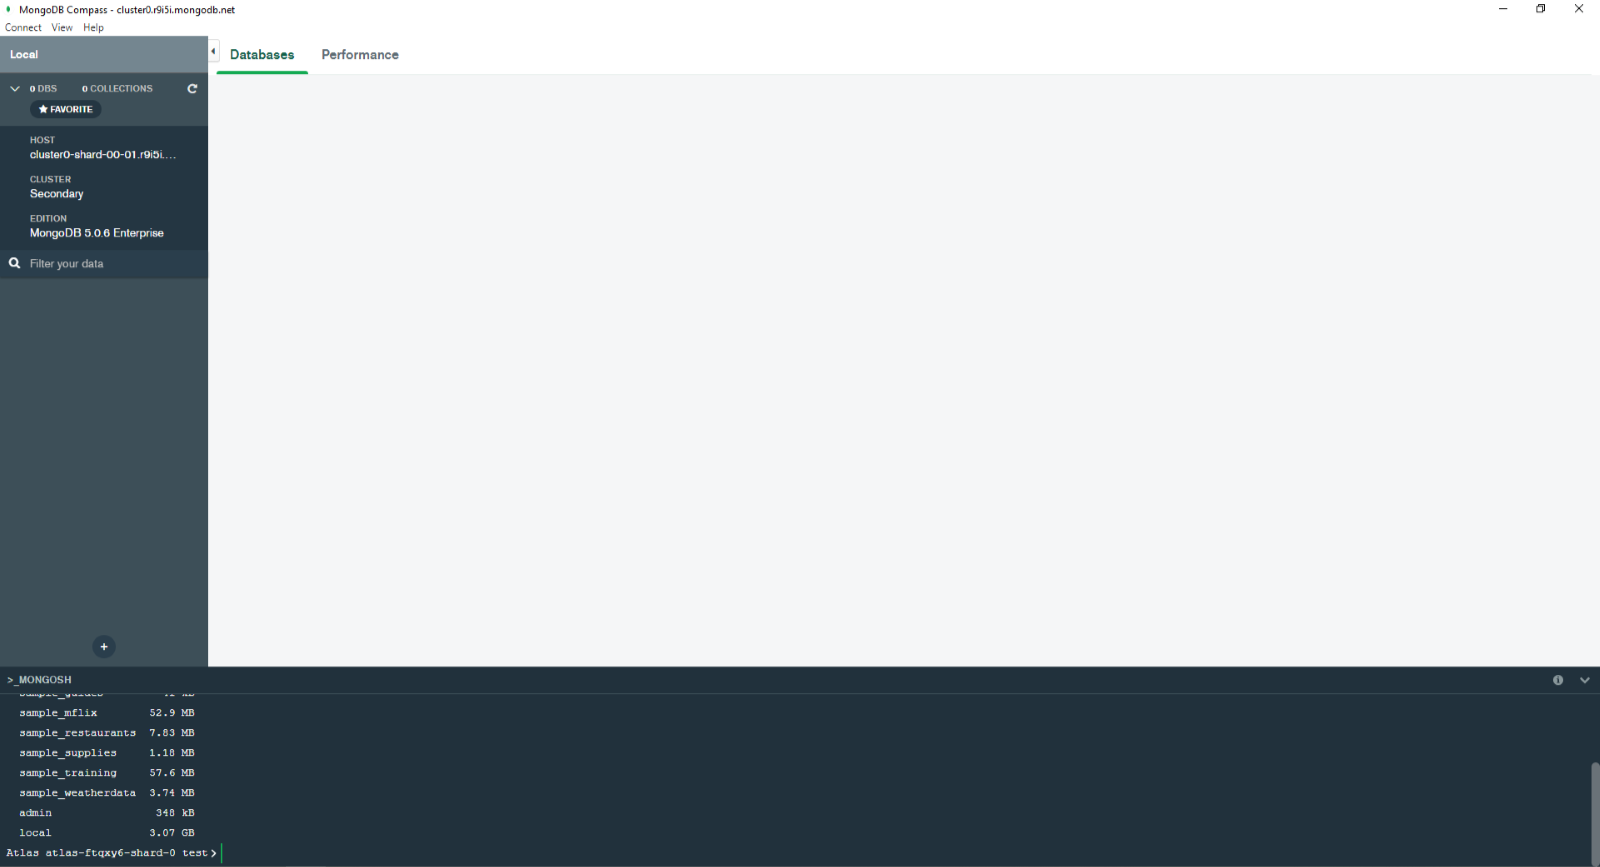 MongoDB Compass - cluster0.r9i5i.mongodb.net
Connect View Help
Local
Databases Performance
0 DBS 0 COLLECTIONS
FAVORITE
HOST
cluster0-shard-00-01.r9i5i....
CLUSTER
Secondary
EDITION
MongoDB 5.0.6 Enterprise
Filter your data
>_MONGOSH
sample_mflix 52.9 MB
sample_restaurants 7.83 MB
sample_supplies 1.18 MB
sample_training 57.6 MB
sample_weatherdata 3.74 MB
admin 348 kB
local 3.07 GB
Atlas atlas-ftqxy6-shard-0 test>